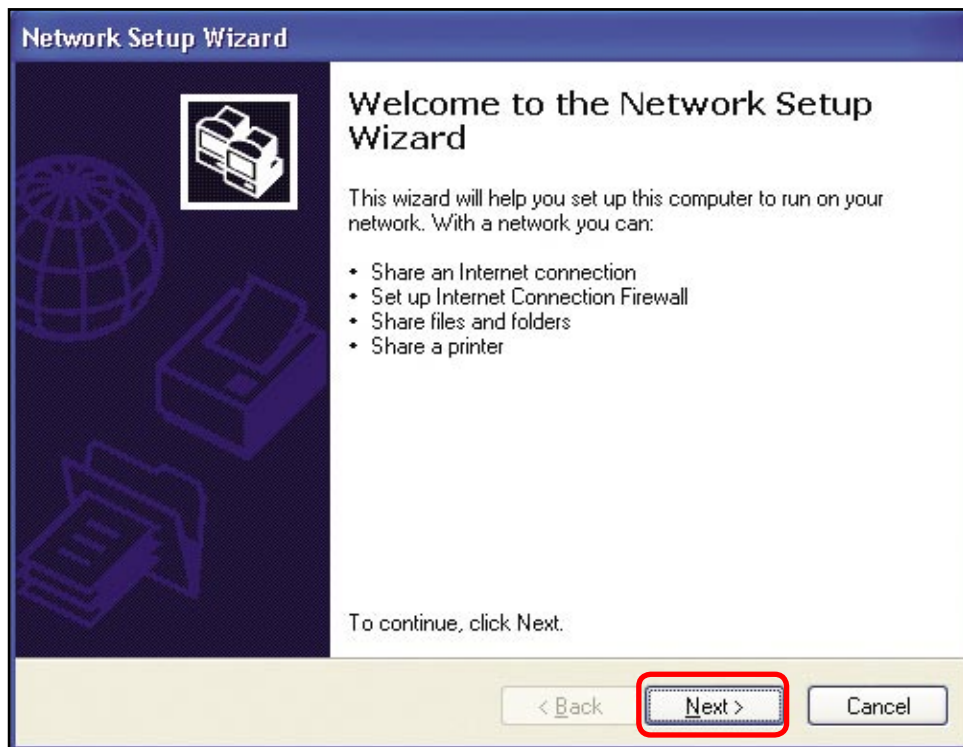 Network Setup Wizard
Welcome to the Network Setup
Wizard
This wizard will help you set up this computer to run on your
network. With a network you can:
• Share an Internet connection
• Set up Internet Connection Firewall
• Share files and folders
• Share a printer
To continue, click Next.
< Back Next > Cancel